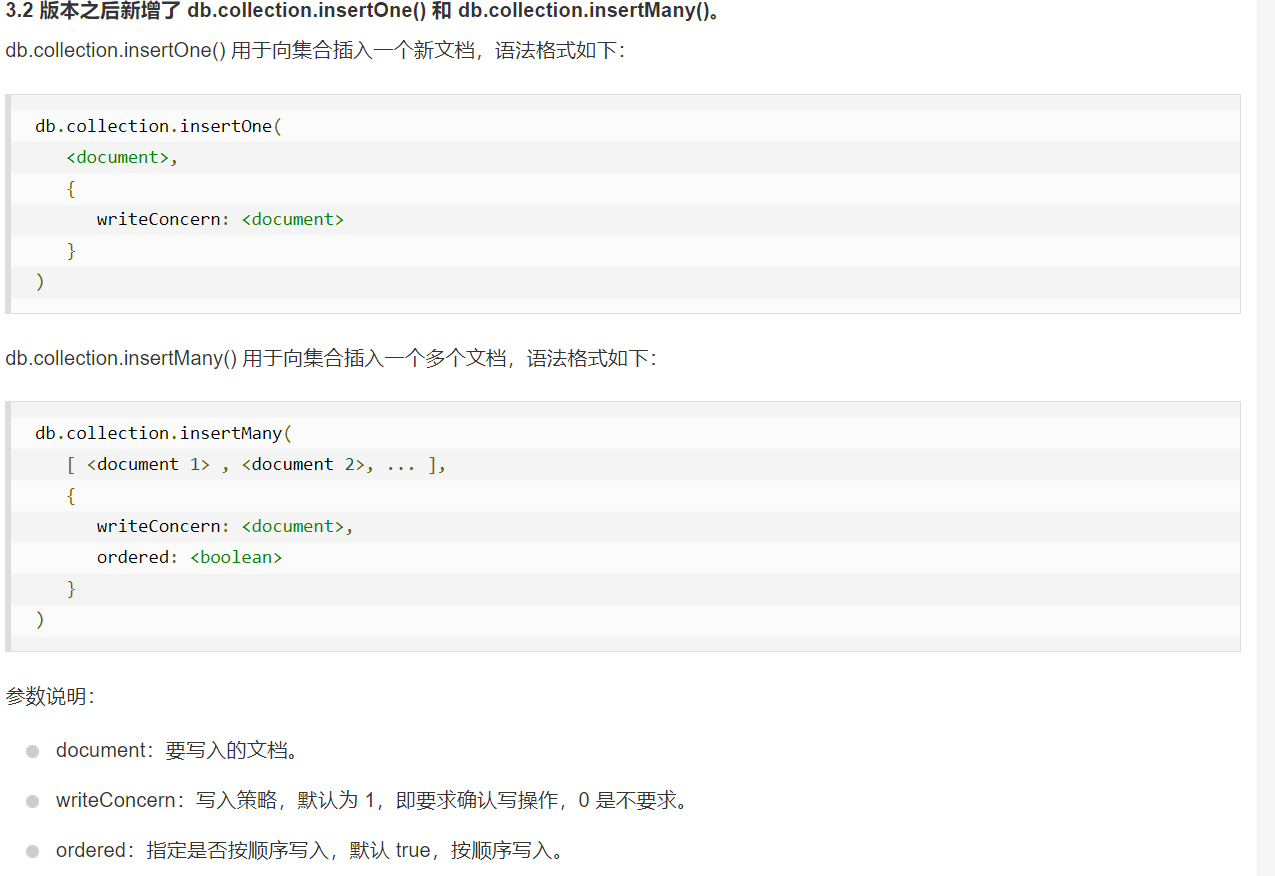 3.2 版本之后新增了 db.collection.insertOne() 和 db.collection.insertMany()。
db.collection.insertOne() 用于向集合插入一个新文档，语法格式如下：
db.collection.insertOne(
   <document>,
   {
      writeConcern: <document>
   }
)
db.collection.insertMany() 用于向集合插入一个多个文档，语法格式如下：
db.collection.insertMany(
   [ <document 1> , <document 2>, ... ],
   {
      writeConcern: <document>,
      ordered: <boolean>
   }
)
参数说明：
document：要写入的文档。
writeConcern：写入策略，默认为 1，即要求确认写操作，0 是不要求。
ordered：指定是否按顺序写入，默认 true，按顺序写入。